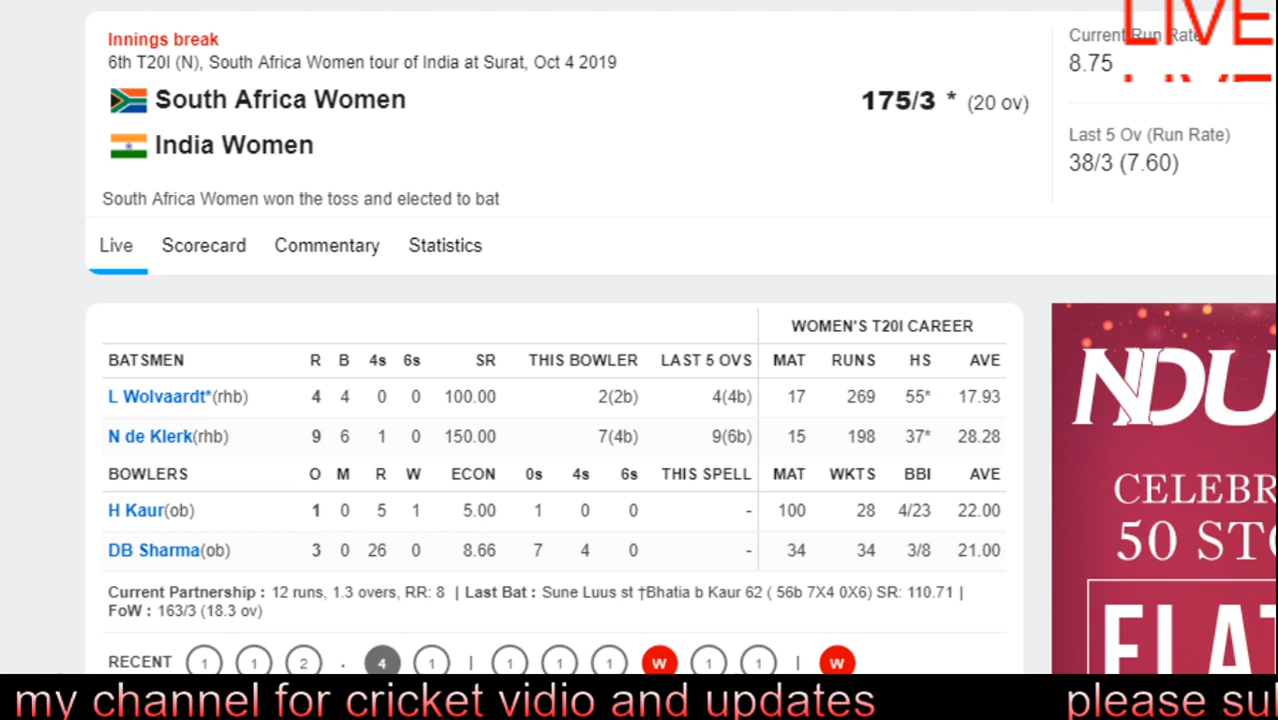 LIVE
Innings break
Current Run Rate
6th T20I (N), South Africa Women tour of India at Surat, Oct 4 2019
8.75
South Africa Women 175/3 * (20 ov)
Last 5 Ov (Run Rate)
India Women
38/3 (7.60)
South Africa Women won the toss and elected to bat
Live Scorecard Commentary Statistics
WOMEN'S T20I CAREER
BATSMEN R B 4s 6s SR THIS BOWLER LAST 5 OVS MAT RUNS HS AVE
L Wolvaardt*(rhb) 4 4 0 0 100.00 2(2b) 4(4b) 17 269 55* 17.93
N de Klerk(rhb) 9 6 1 0 150.00 7(4b) 9(6b) 15 198 37* 28.28
BOWLERS O M R W ECON 0s 4s 6s THIS SPELL MAT WKTS BBI AVE
H Kaur(ob) 1 0 5 1 5.00 1 0 0 - 100 28 4/23 22.00
DB Sharma(ob) 3 0 26 0 8.66 7 4 0 - 34 34 3/8 21.00
Current Partnership : 12 runs, 1.3 overs, RR: 8 | Last Bat : Sune Luus st †Bhatia b Kaur 62 ( 56b 7X4 0X6) SR: 110.71 |
FoW : 163/3 (18.3 ov)
RECENT 1 1 2 . 4 1 | 1 1 1 W 1 1 | W
NDU
CELEBR
50 STO
FLAT
my channel for cricket vidio and updates please sul